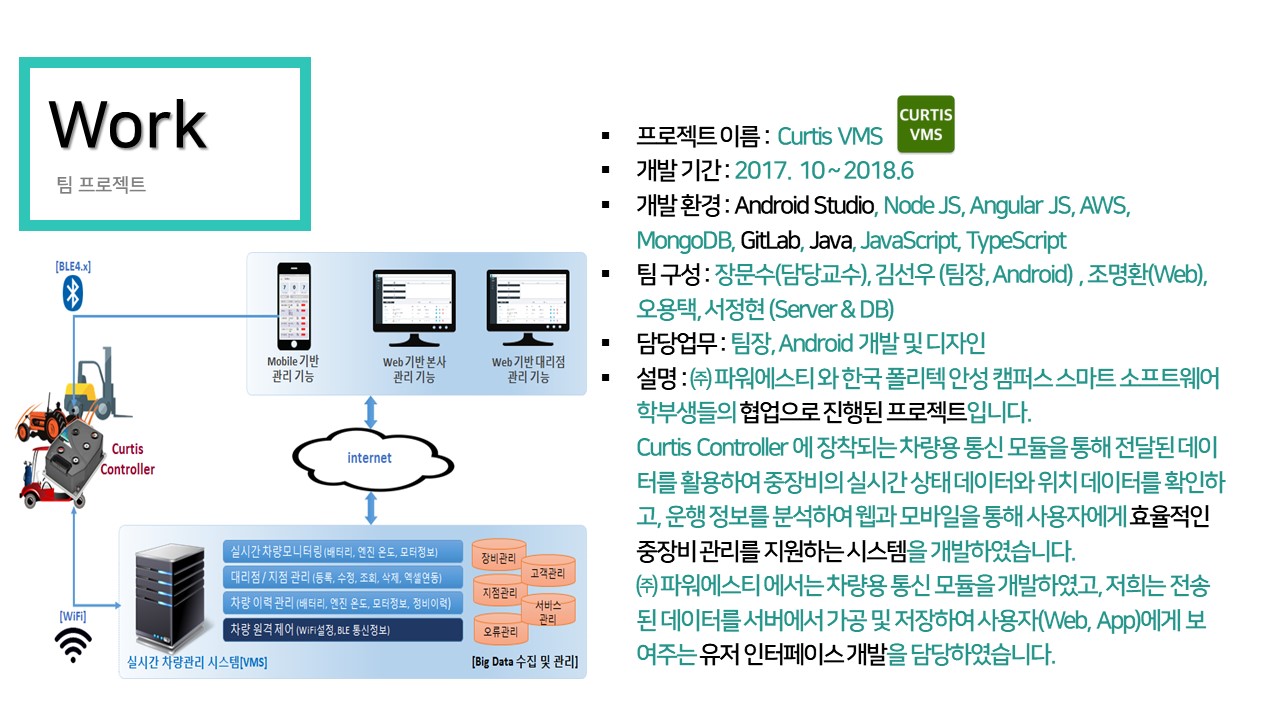 Work
팀 프로젝트
[BLE4.x]
Mobile 기반
관리 기능
Web 기반 본사
관리 기능
Web 기반 대리점
관리 기능
internet
Curtis
Controller
[WiFi]
실시간 차량모니터링 (배터리, 엔진 온도, 모터정보)
대리점 / 지점 관리 (등록, 수정, 조회, 삭제, 엑셀연동)
차량 이력 관리 (배터리, 엔진 온도, 모터정보, 정비이력)
차량 원격 제어 (WiFi설정, BLE 통신정보)
장비관리
고객관리
지점관리
서비스
관리
오류관리
실시간 차량관리 시스템[VMS]
[Big Data 수집 및 관리]
▪ 프로젝트 이름 : Curtis VMS
CURTIS
VMS
▪ 개발 기간 : 2017. 10 ~ 2018.6
▪ 개발 환경 : Android Studio, Node JS, Angular JS, AWS,
MongoDB, GitLab, Java, JavaScript, TypeScript
▪ 팀 구성 : 장문수(담당교수), 김선우 (팀장, Android) , 조명환(Web),
오용택, 서정현 (Server & DB)
▪ 담당업무 : 팀장, Android 개발 및 디자인
▪ 설명 : ㈜ 파워에스티 와 한국 폴리텍 안성 캠퍼스 스마트 소프트웨어
학부생들의 협업으로 진행된 프로젝트입니다.
Curtis Controller 에 장착되는 차량용 통신 모듈을 통해 전달된 데이
터를 활용하여 중장비의 실시간 상태 데이터와 위치 데이터를 확인하
고, 운행 정보를 분석하여 웹과 모바일을 통해 사용자에게 효율적인
중장비 관리를 지원하는 시스템을 개발하였습니다.
㈜ 파워에스티 에서는 차량용 통신 모듈을 개발하였고, 저희는 전송
된 데이터를 서버에서 가공 및 저장하여 사용자(Web, App)에게 보
여주는 유저 인터페이스 개발을 담당하였습니다.